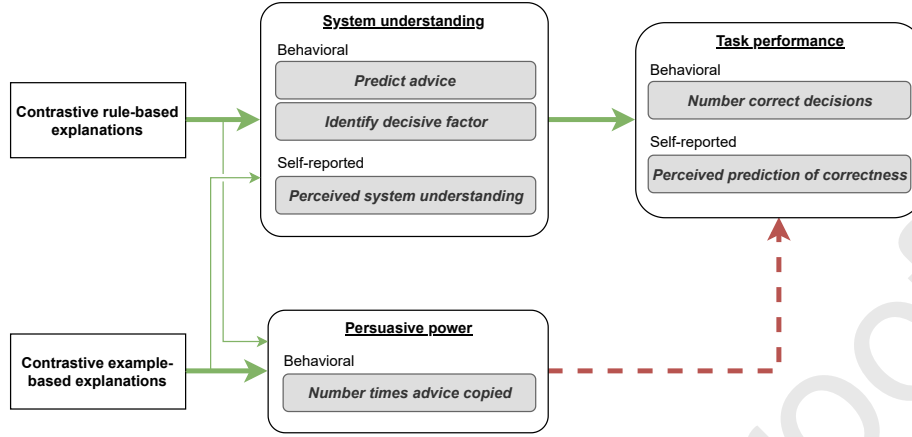 System understanding
Behavioral
Predict advice
Identify decisive factor
Self-reported
Perceived system understanding
Task performance
Behavioral
Number correct decisions
Self-reported
Perceived prediction of correctness
Contrastive rule-based
explanations
Contrastive example-
based explanations
Persuasive power
Behavioral
Number times advice copied